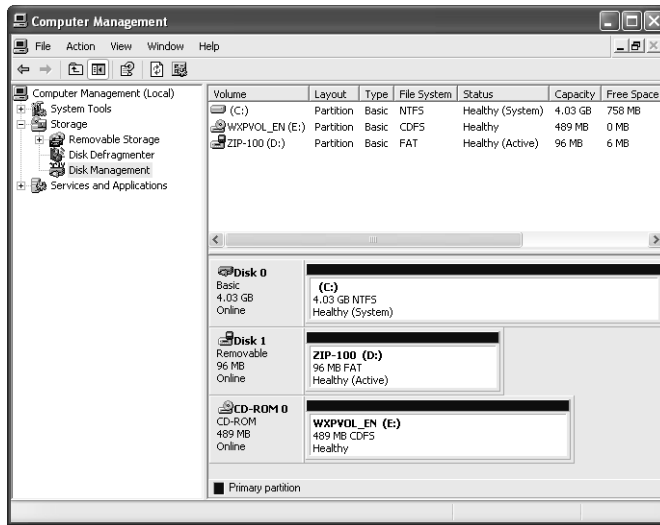 Computer Management
File Action View Window Help
Computer Management (Local)
System Tools
Storage
Removable Storage
Disk Defragmenter
Disk Management
Services and Applications
Volume Layout Type File System Status Capacity Free Space
(C:) Partition Basic NTFS Healthy (System) 4.03 GB 758 MB
WXPVOL_EN (E:) Partition Basic CDFS Healthy 489 MB 0 MB
ZIP-100 (D:) Partition Basic FAT Healthy (Active) 96 MB 6 MB
Disk 0
Basic
4.03 GB
Online
(C:)
4.03 GB NTFS
Healthy (System)
Disk 1
Removable
96 MB
Online
ZIP-100 (D:)
96 MB FAT
Healthy (Active)
CD-ROM 0
CD-ROM
489 MB
Online
WXPVOL_EN (E:)
489 MB CDFS
Healthy
Primary partition